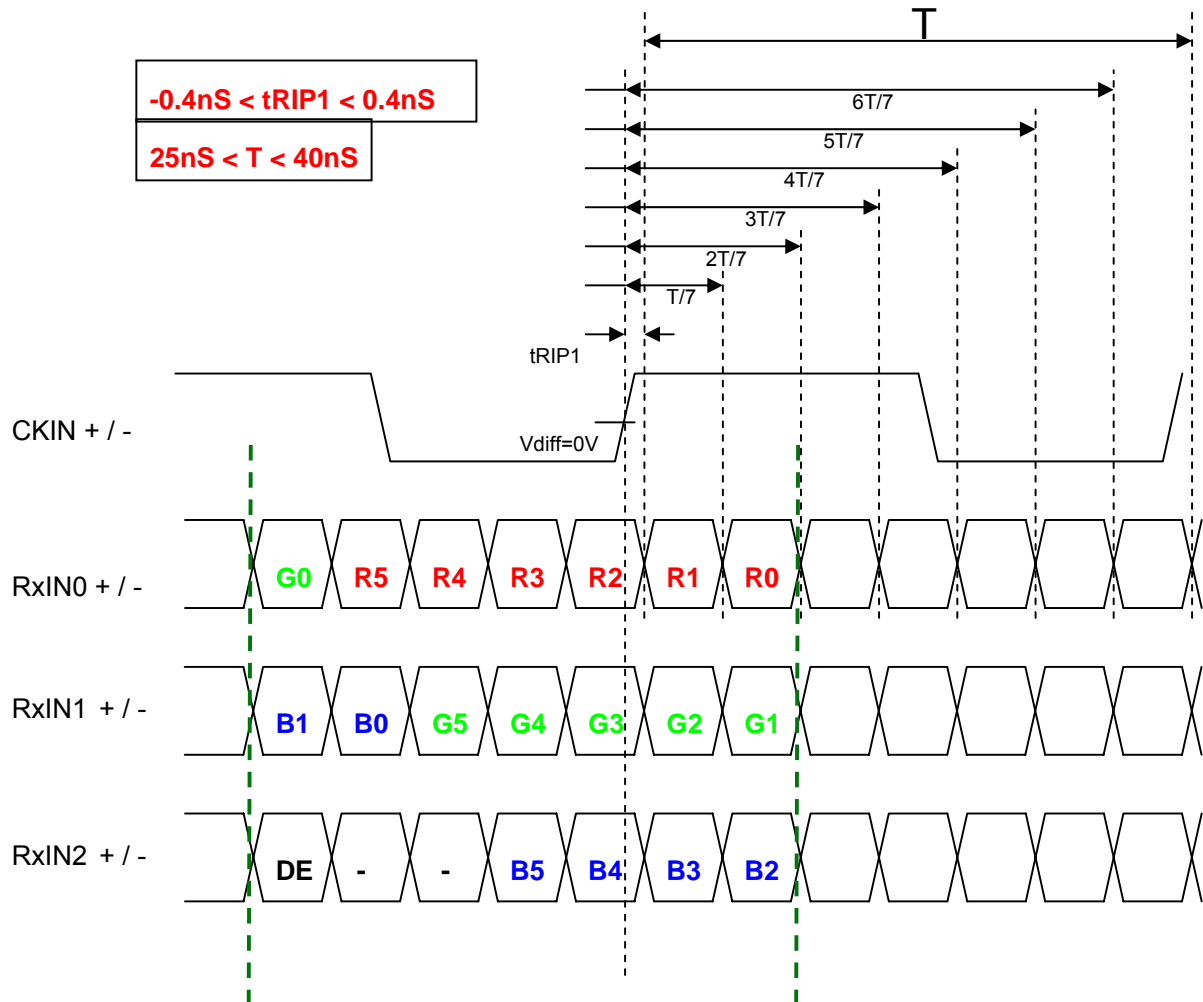 T
-0.4nS < tRIP1 < 0.4nS
25nS < T < 40nS
6T/7
5T/7
4T/7
3T/7
2T/7
T/7
tRIP1
CKIN + / -
Vdiff=0V
RxIN0 + / -
G0 R5 R4 R3 R2 R1 R0
RxIN1 + / -
B1 B0 G5 G4 G3 G2 G1
RxIN2 + / -
DE - - B5 B4 B3 B2